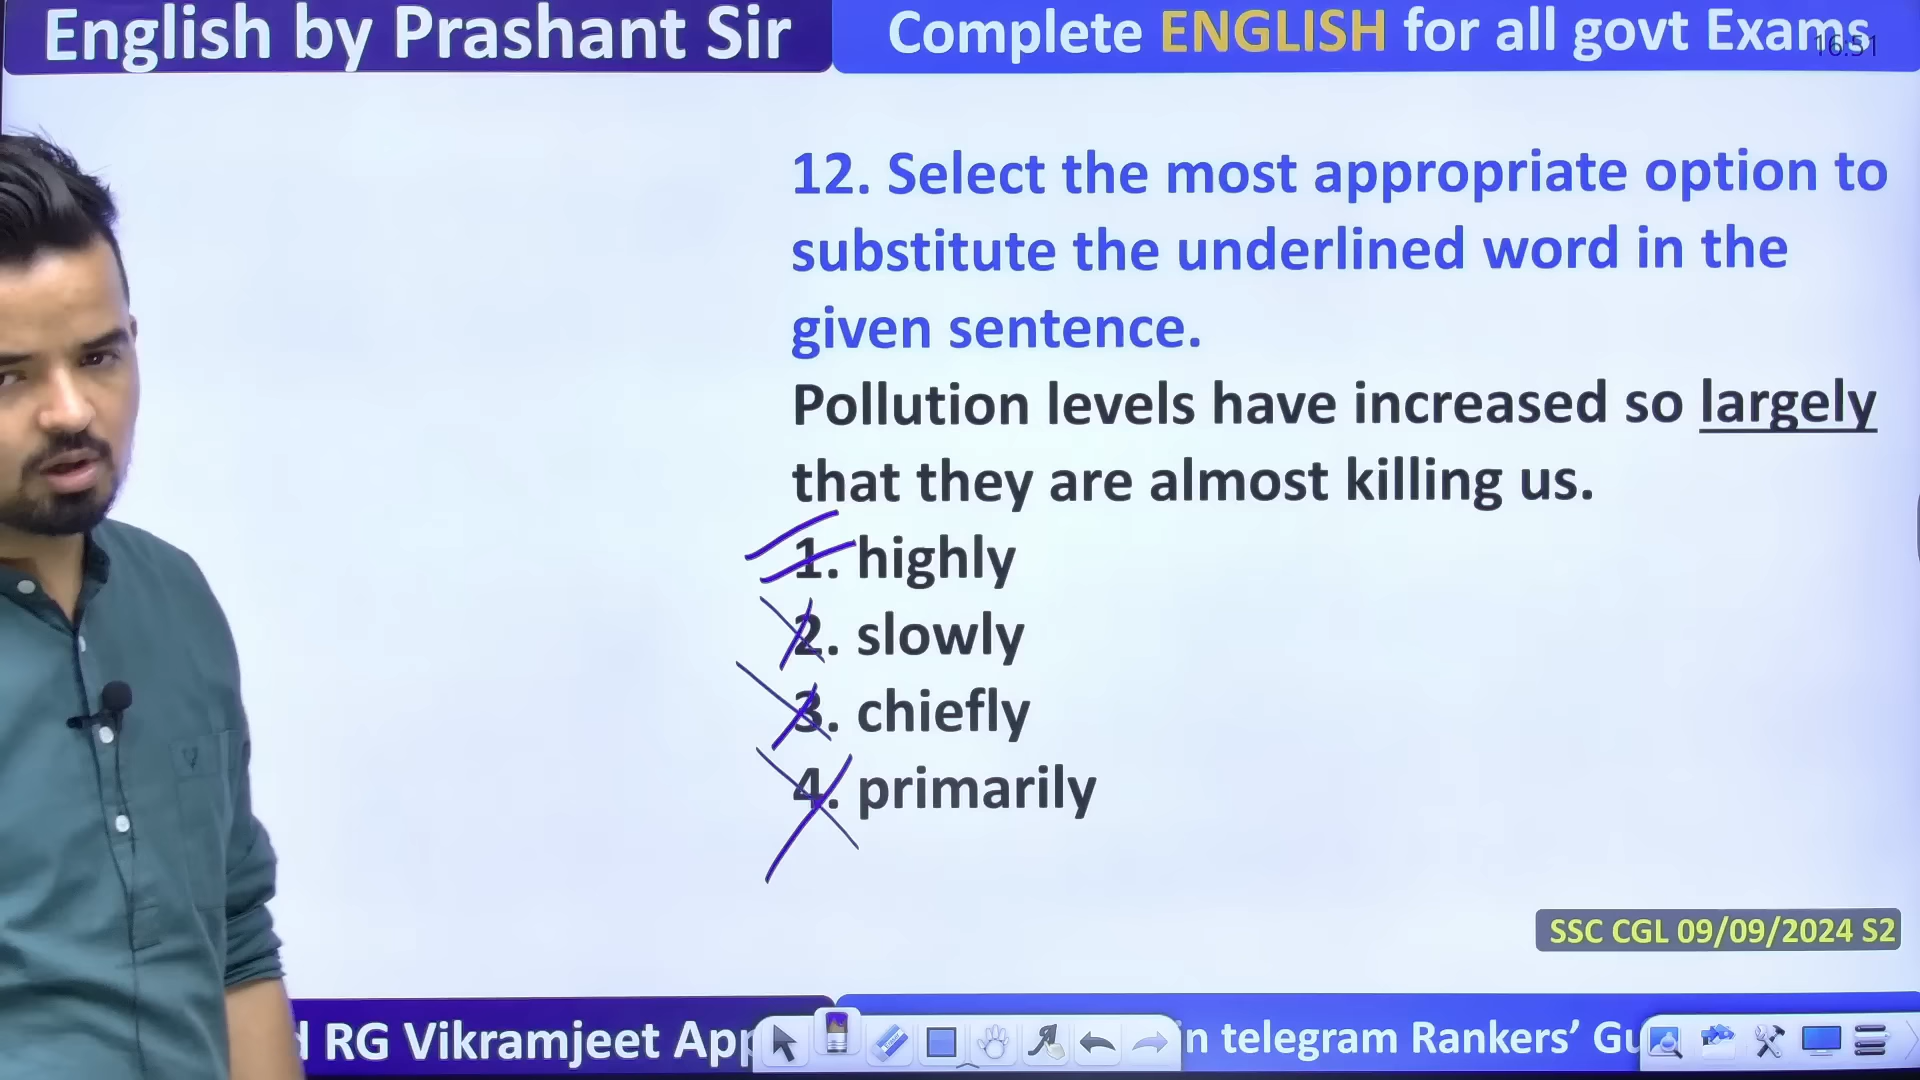 English by Prashant Sir
Complete ENGLISH for all govt Exams
16:51
12. Select the most appropriate option to
substitute the underlined word in the
given sentence.
Pollution levels have increased so largely
that they are almost killing us.
1. highly
2. slowly
3. chiefly
4. primarily
SSC CGL 09/09/2024 S2
RG Vikramjeet App
in telegram Rankers’ Gu